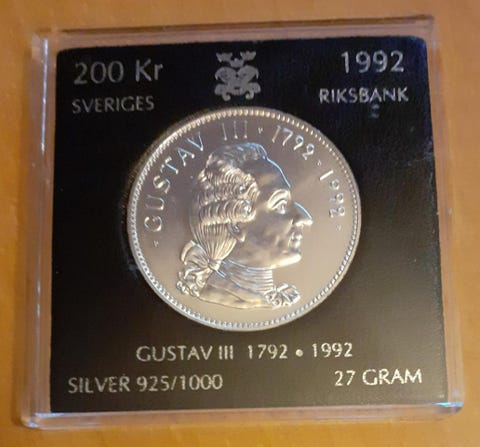 200 Kr 1992
SVERIGES RIKSBANK
GUSTAV III • 1792 • 1992 •
GUSTAV III 1792 • 1992
SILVER 925/1000 27 GRAM